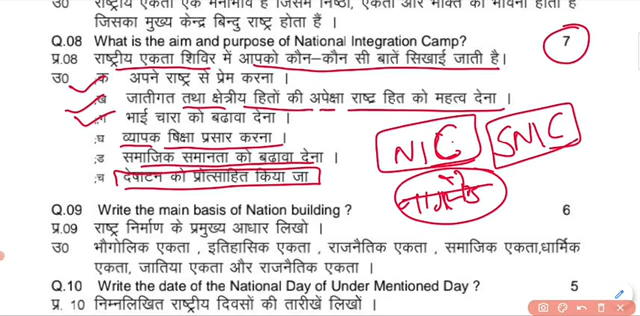 उ0 राष्ट्रीय एकता एक मनोभाव है जिसमें निष्ठा, एकता और भक्ति की भावना होती है
जिसका मुख्य केन्द्र बिन्दु राष्ट्र होता हैं ।
Q.08 What is the aim and purpose of National Integration Camp? 7
प्र.08 राष्ट्रीय एकता शिविर में आपको कौन–कौन सी बातें सिखाई जाती है।
उ0 क अपने राष्ट्र से प्रेम करना ।
ख जातीगत तथा क्षेत्रीय हितों की अपेक्षा राष्ट्र हित को महत्व देना ।
ग भाई चारा को बढावा देना ।
घ व्यापक षिक्षा प्रसार करना ।
ड समाजिक समानता को बढावा देना ।
च देषाटन को प्रोत्साहित किया जा
NIC SNIC
Q.09 Write the main basis of Nation building ? 6
प्र.09 राष्ट्र निर्माण के प्रमुख्य आधार लिखो ।
उ0 भौगोलिक एकता , इतिहासिक एकता , राजनैतिक एकता , समाजिक एकता,धार्मिक
एकता, जातिया एकता और राजनैतिक एकता ।
Q.10 Write the date of the National Day of Under Mentioned Day ? 5
प्र. 10 निम्नलिखित राष्ट्रीय दिवसों की तारीखें लिखों ।